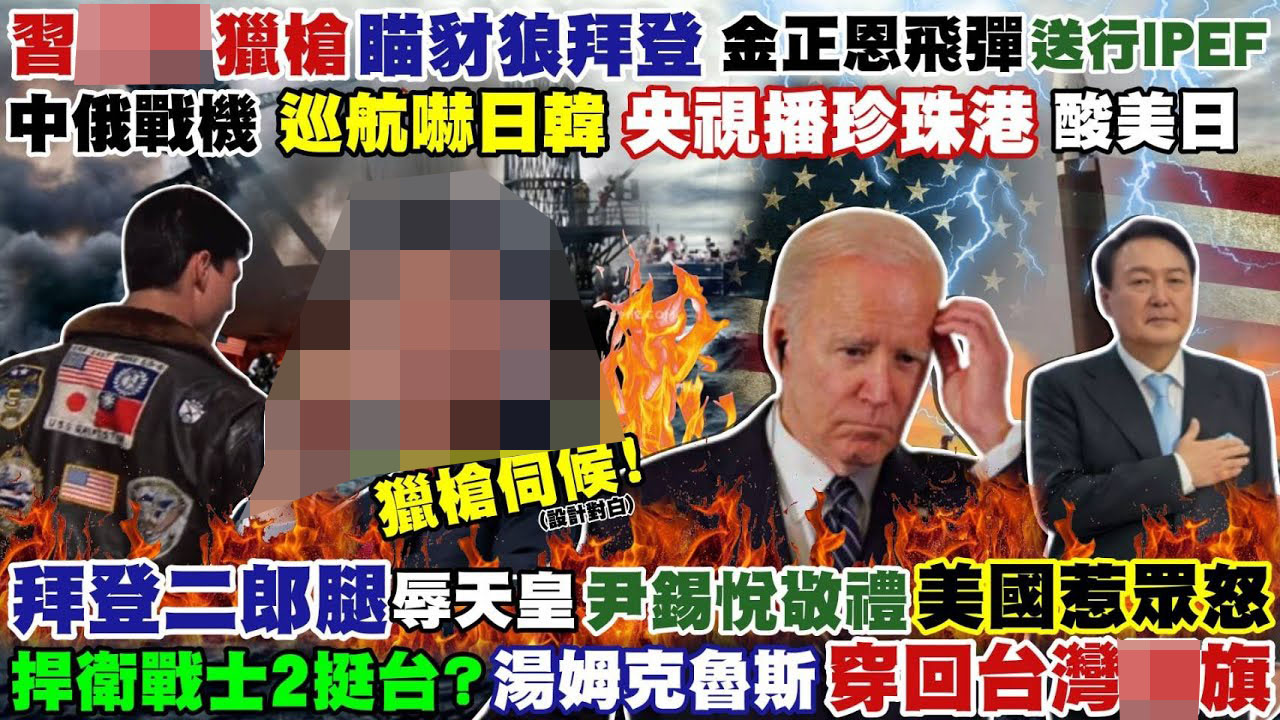 習 獵槍瞄豺狼拜登 金正恩飛彈送行IPEF
中俄戰機 巡航嚇日韓 央視播珍珠港 酸美日
獵槍伺候!
(設計對白)
拜登二郎腿辱天皇 尹錫悅敬禮 美國惹眾怒
捍衛戰士2挺台?湯姆克魯斯 穿回台灣 旗